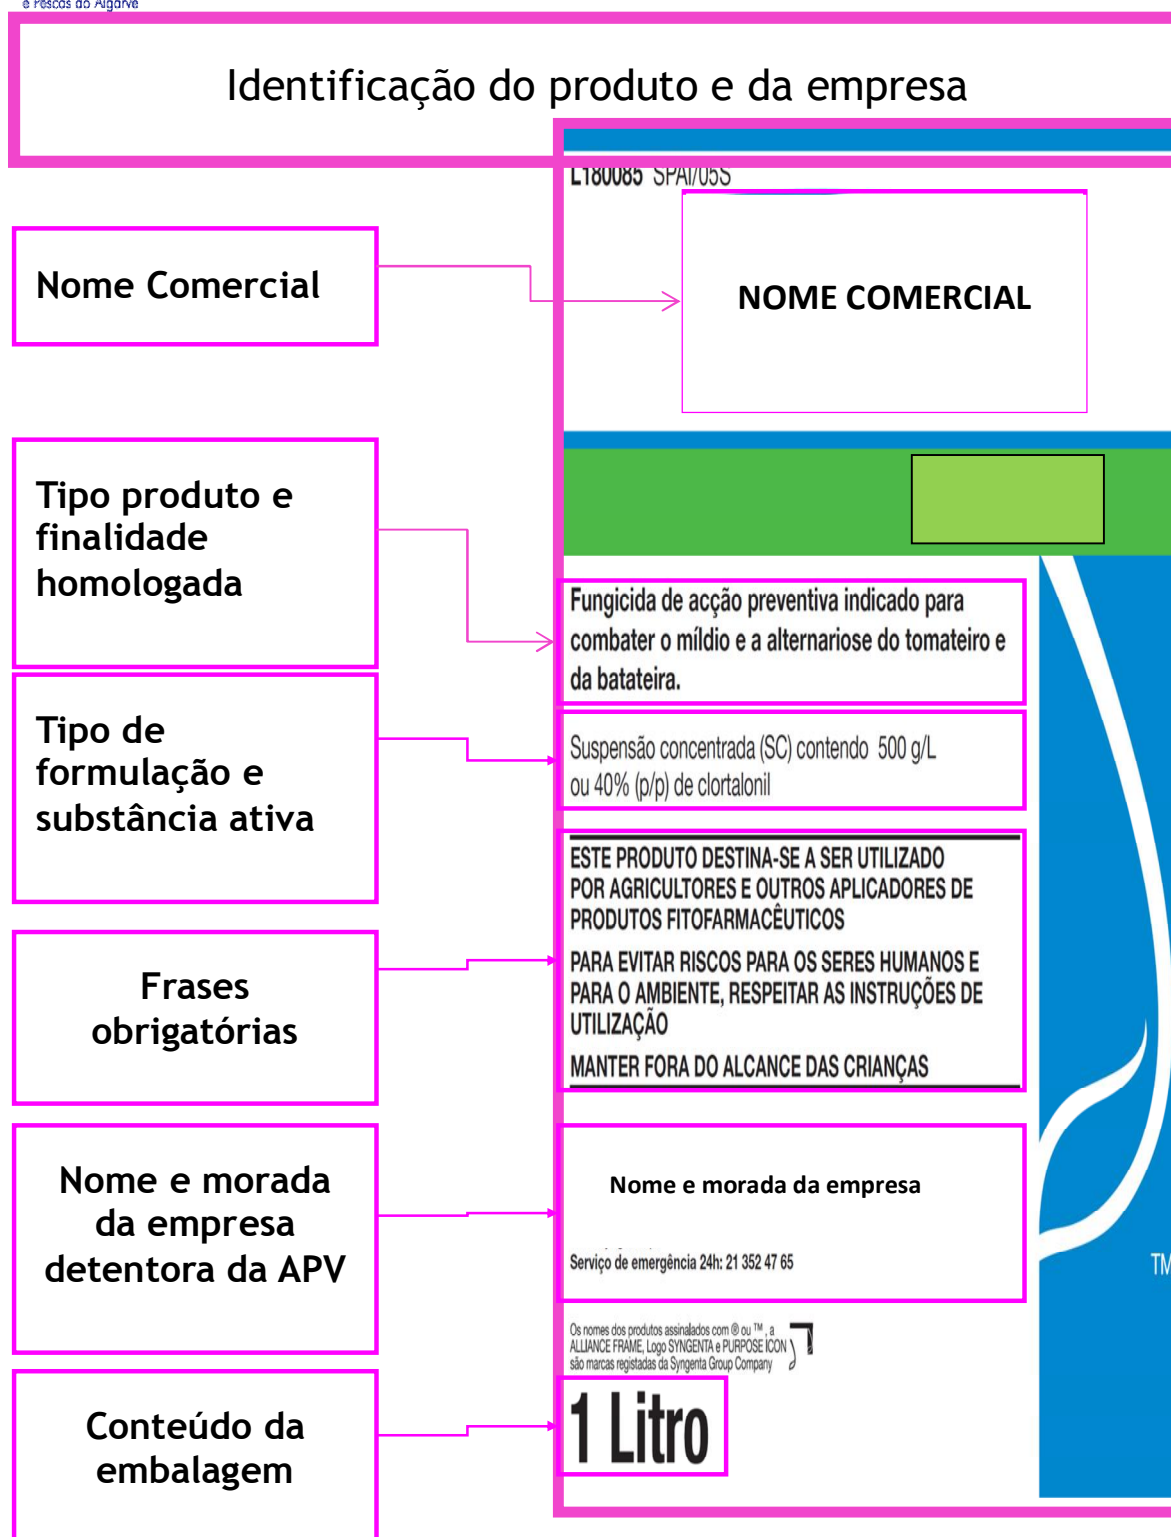 e Pescas do Algarve
Identificação do produto e da empresa
L180085 SPAI/05S
Nome Comercial
NOME COMERCIAL
Tipo produto e
finalidade
homologada
Fungicida de acção preventiva indicado para
combater o míldio e a alternariose do tomateiro e
da batateira.
Tipo de
formulação e
substância ativa
Suspensão concentrada (SC) contendo 500 g/L
ou 40% (p/p) de clortalonil
Frases
obrigatórias
ESTE PRODUTO DESTINA-SE A SER UTILIZADO
POR AGRICULTORES E OUTROS APLICADORES DE
PRODUTOS FITOFARMACÊUTICOS
PARA EVITAR RISCOS PARA OS SERES HUMANOS E
PARA O AMBIENTE, RESPEITAR AS INSTRUÇÕES DE
UTILIZAÇÃO
MANTER FORA DO ALCANCE DAS CRIANÇAS
Nome e morada
da empresa
detentora da APV
Nome e morada da empresa
Serviço de emergência 24h: 21 352 47 65
TM
Os nomes dos produtos assinalados com ® ou ™, a
ALLIANCE FRAME, Logo SYNGENTA e PURPOSE ICON
são marcas registadas da Syngenta Group Company
Conteúdo da
embalagem
1 Litro